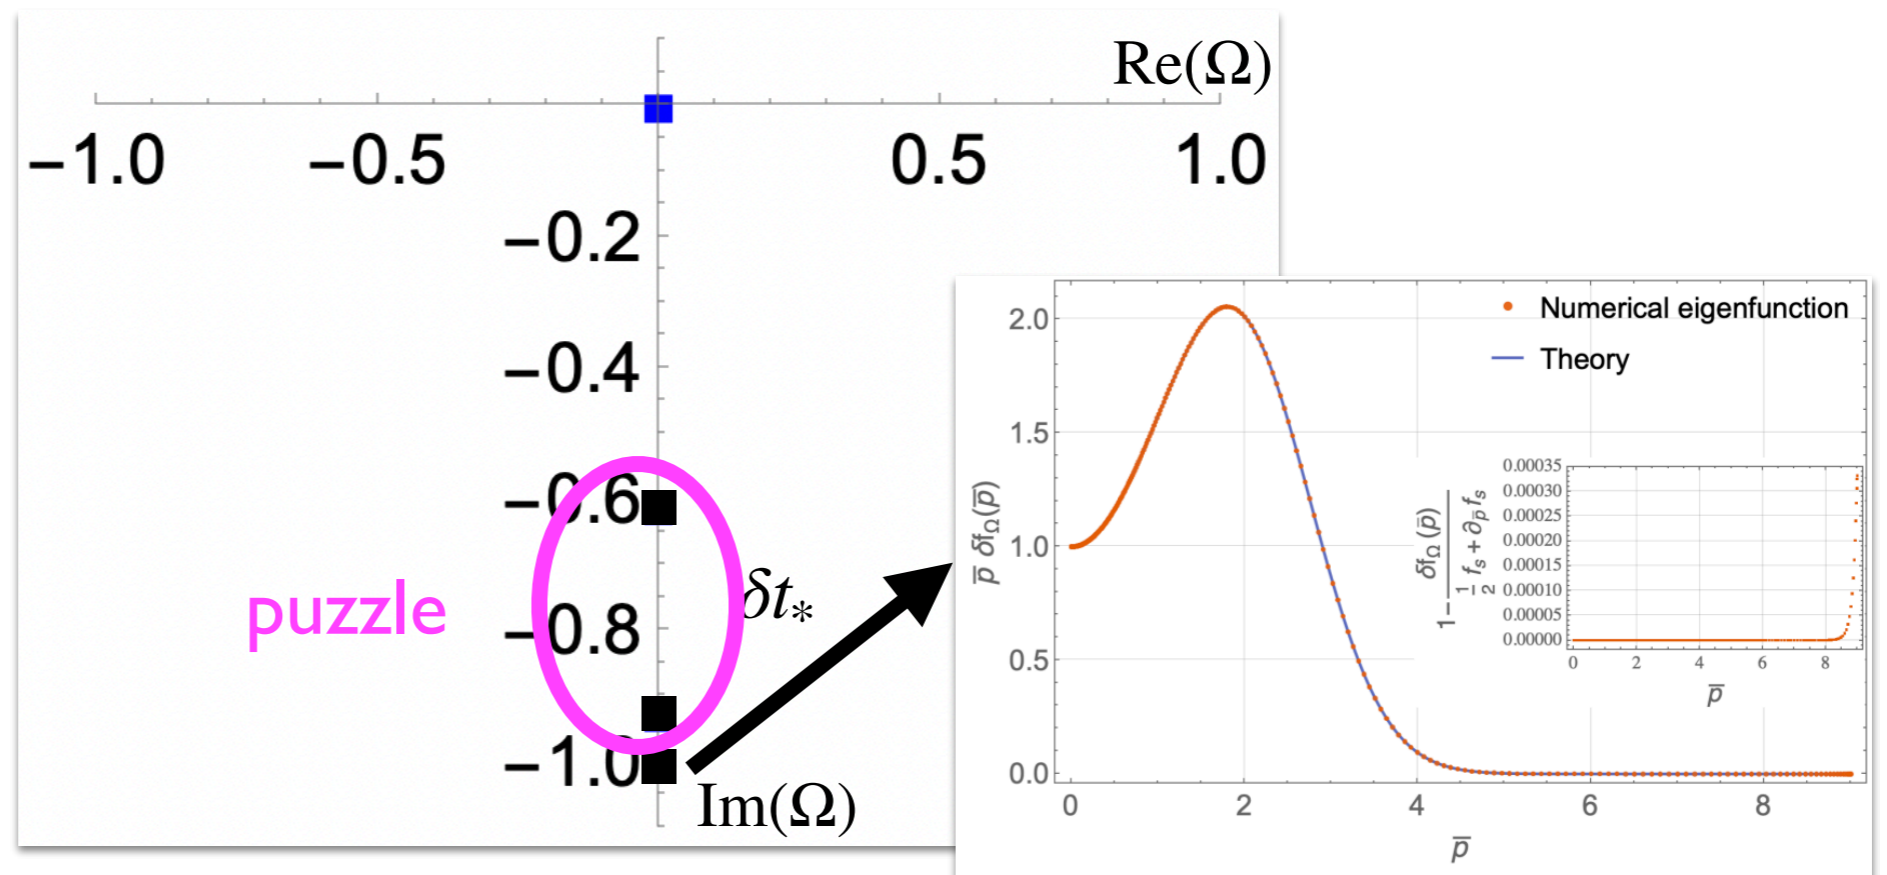 Re(Ω)
−1.0 −0.5 0.5 1.0
−0.2
−0.4
−0.6
−0.8
−1.0
puzzle
δt*
Im(Ω)
Numerical eigenfunction
Theory
p̅ δf_Ω(p̅)
2.0
1.5
1.0
0.5
0.0
0 2 4 6 8
p̅
1− δf_Ω(p̅) / (1/2 f_s + ∂_p̅ f_s)
0.00035
0.00030
0.00025
0.00020
0.00015
0.00010
0.00005
0.00000
0 2 4 6 8
p̅